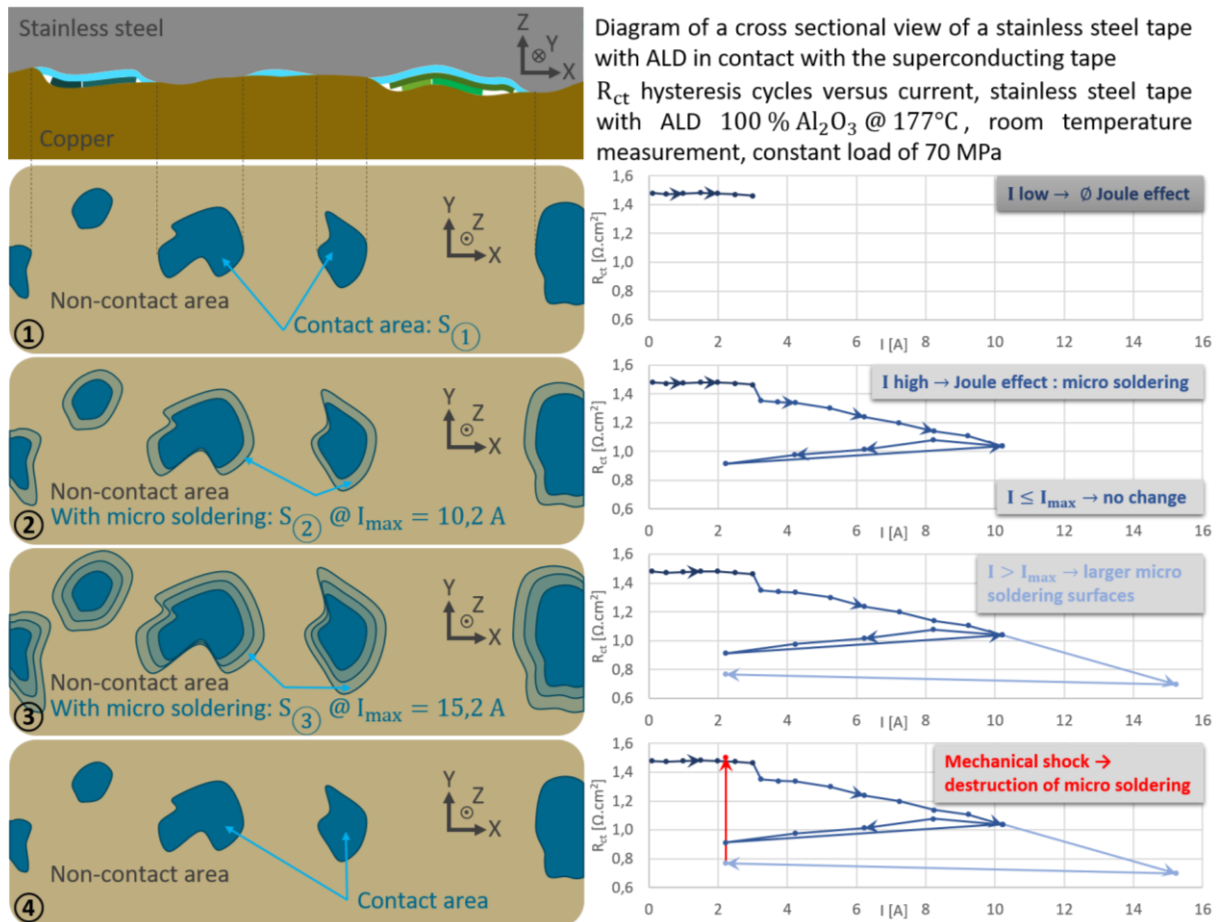 Stainless steel
Z
Y
X
Copper
Diagram of a cross sectional view of a stainless steel tape
with ALD in contact with the superconducting tape
R_ct hysteresis cycles versus current, stainless steel tape
with ALD 100 % Al₂O₃ @ 177°C, room temperature
measurement, constant load of 70 MPa
Y
Z
X
Non-contact area
Contact area: S①
①
R_ct [Ω.cm²]
1,6
1,4
1,2
1,0
0,8
0,6
I low → Ø Joule effect
0 2 4 6 8 10 12 14 16
I [A]
Y
Z
X
Non-contact area
With micro soldering: S② @ I_max = 10,2 A
②
R_ct [Ω.cm²]
1,6
1,4
1,2
1,0
0,8
0,6
I high → Joule effect : micro soldering
I ≤ I_max → no change
0 2 4 6 8 10 12 14 16
I [A]
Y
Z
X
Non-contact area
With micro soldering: S③ @ I_max = 15,2 A
③
R_ct [Ω.cm²]
1,6
1,4
1,2
1,0
0,8
0,6
I > I_max → larger micro
soldering surfaces
0 2 4 6 8 10 12 14 16
I [A]
Y
Z
X
Non-contact area
Contact area
④
R_ct [Ω.cm²]
1,6
1,4
1,2
1,0
0,8
0,6
Mechanical shock →
destruction of micro soldering
0 2 4 6 8 10 12 14 16
I [A]